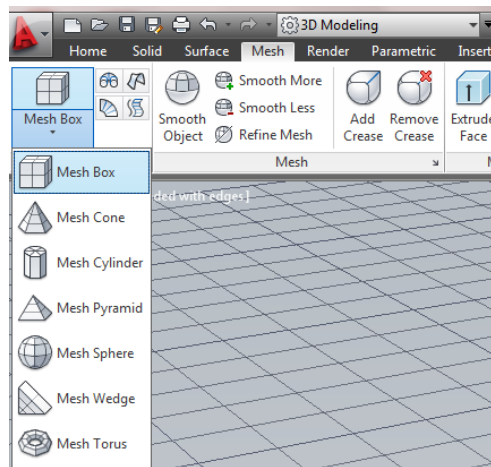 3D Modeling
Home Solid Surface Mesh Render Parametric Insert
Mesh Box
Smooth Object
Smooth More
Smooth Less
Refine Mesh
Add Crease
Remove Crease
Extrude Face
Mesh
Mesh Box
ded with edges]
Mesh Cone
Mesh Cylinder
Mesh Pyramid
Mesh Sphere
Mesh Wedge
Mesh Torus